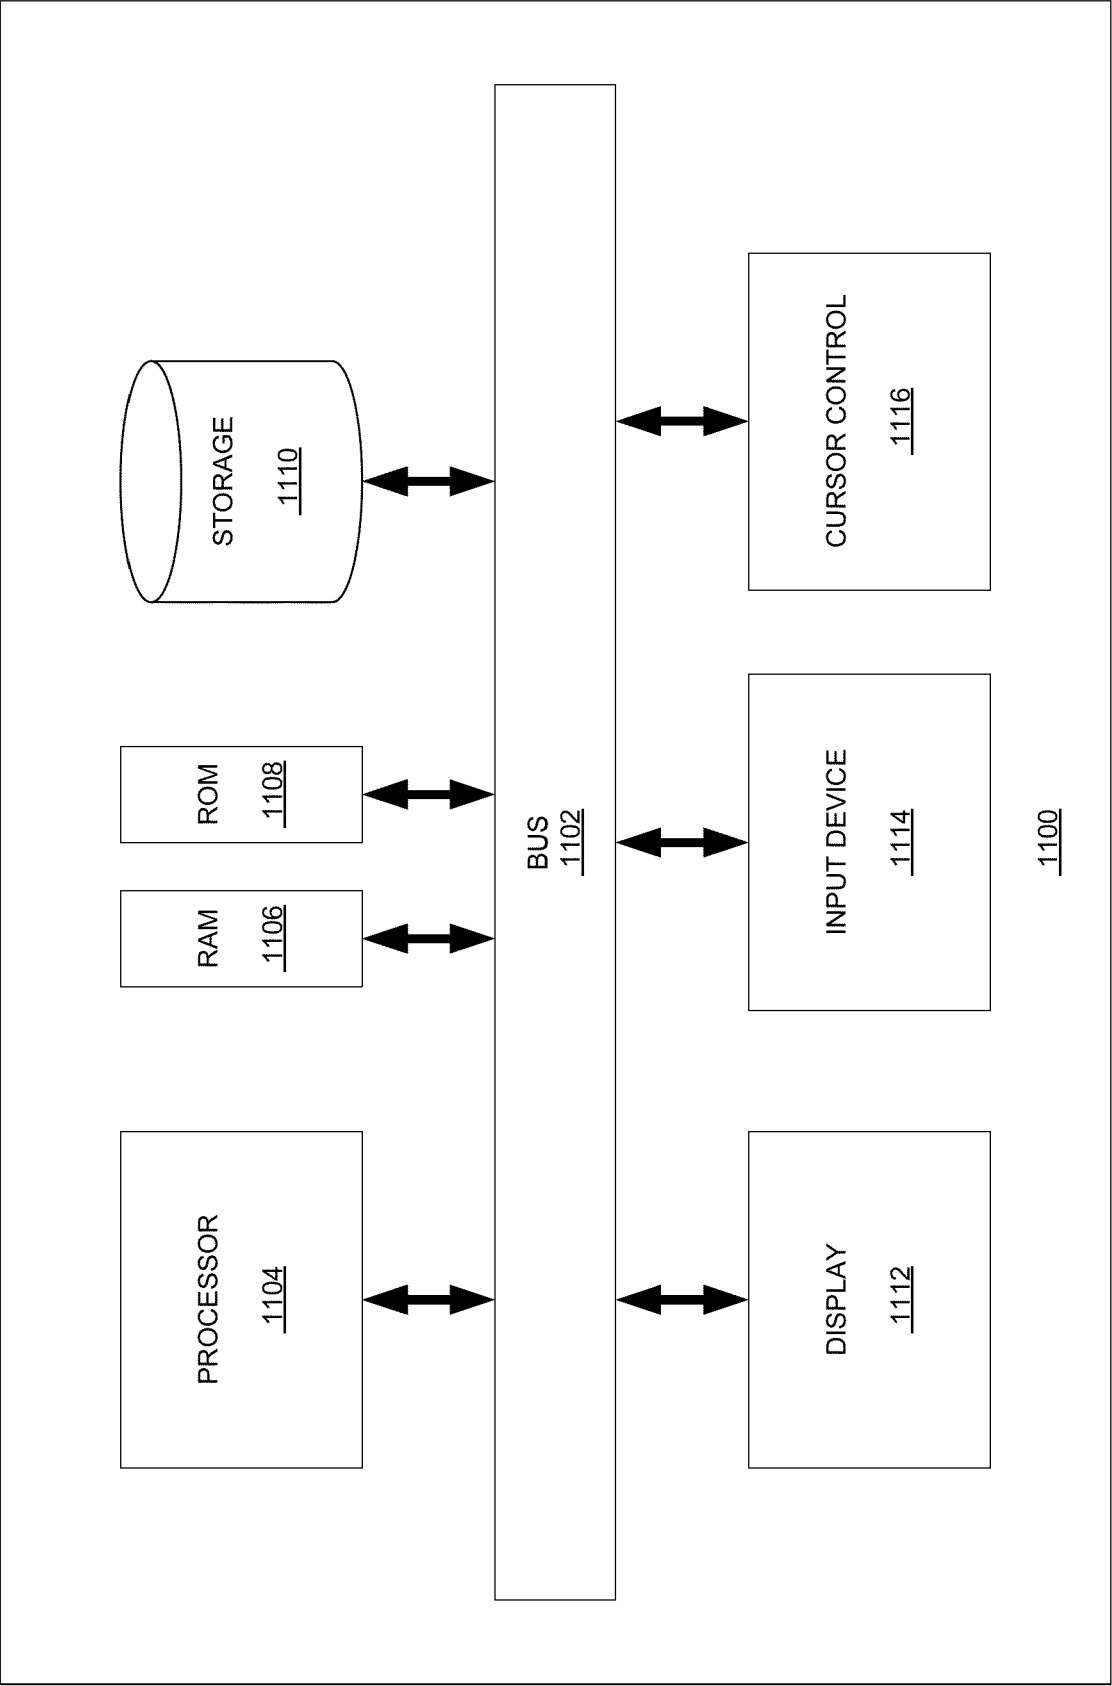 PROCESSOR
1104
RAM
1106
ROM
1108
STORAGE
1110
BUS
1102
DISPLAY
1112
INPUT DEVICE
1114
CURSOR CONTROL
1116
1100